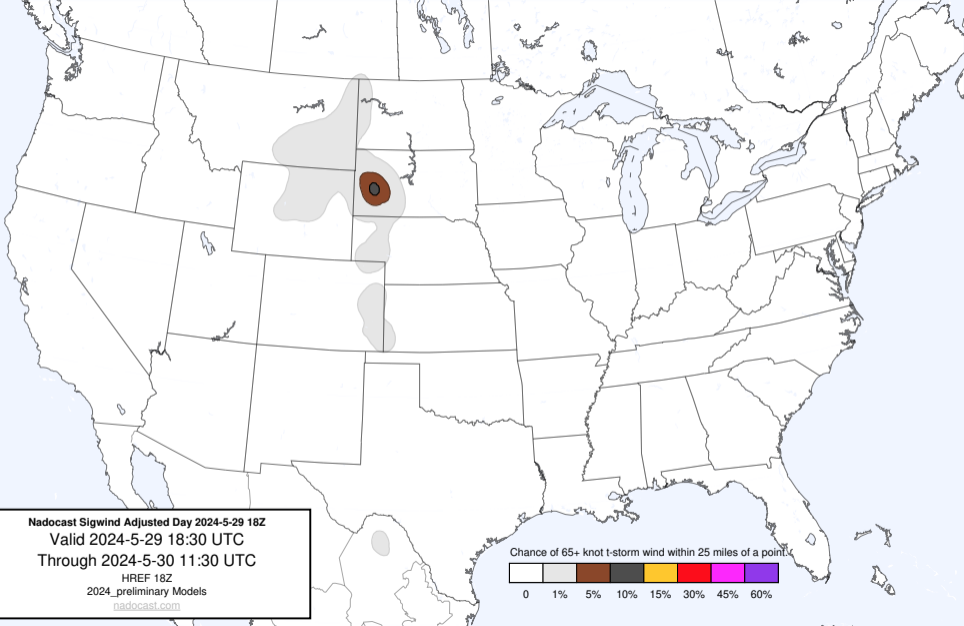 Nadocast Sigwind Adjusted Day 2024-5-29 18Z
Valid 2024-5-29 18:30 UTC
Through 2024-5-30 11:30 UTC
HREF 18Z
2024_preliminary Models
nadocast.com
Chance of 65+ knot t-storm wind within 25 miles of a point.
0 1% 5% 10% 15% 30% 45% 60%